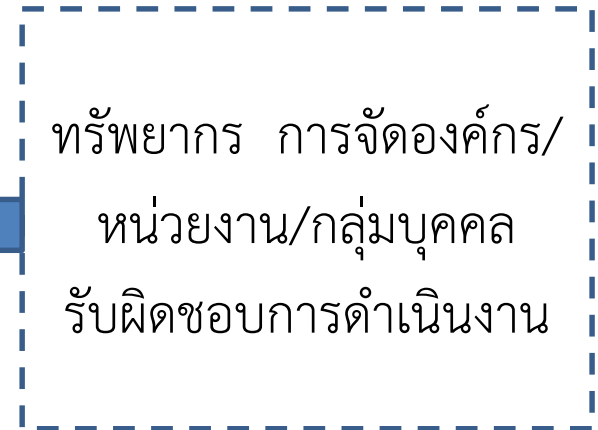 ทรัพยากร การจัดองค์กร/
หน่วยงาน/กลุ่มบุคคล
รับผิดชอบการดำเนินงาน